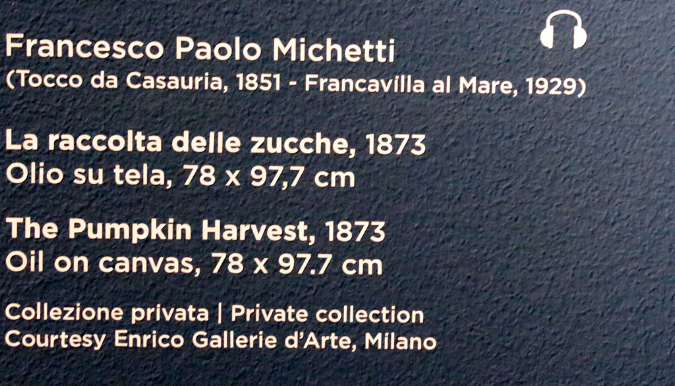 Francesco Paolo Michetti
(Tocco da Casauria, 1851 - Francavilla al Mare, 1929)
La raccolta delle zucche, 1873
Olio su tela, 78 x 97,7 cm
The Pumpkin Harvest, 1873
Oil on canvas, 78 x 97.7 cm
Collezione privata | Private collection
Courtesy Enrico Gallerie d'Arte, Milano